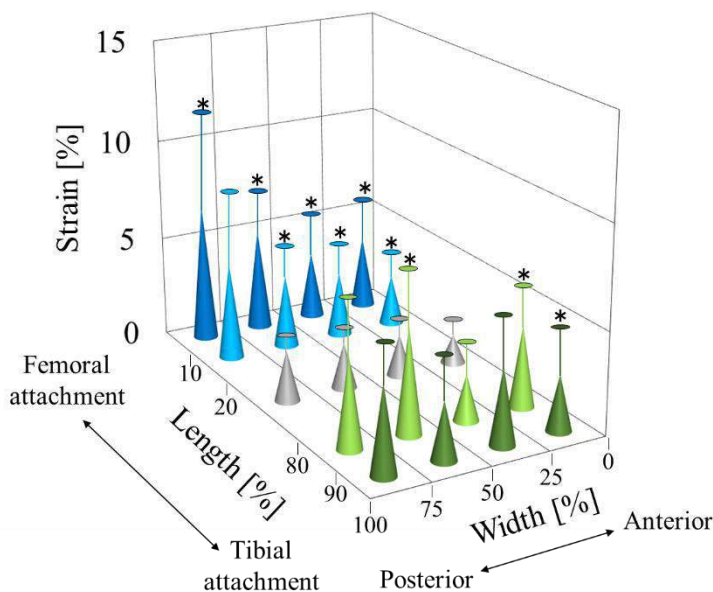 15
10
5
0
Strain [%]
* * * * * * * * * *
Femoral
attachment
10
20
80
90
Length [%]
Tibial
attachment
100
75
50
25
0
Width [%]
Posterior
Anterior